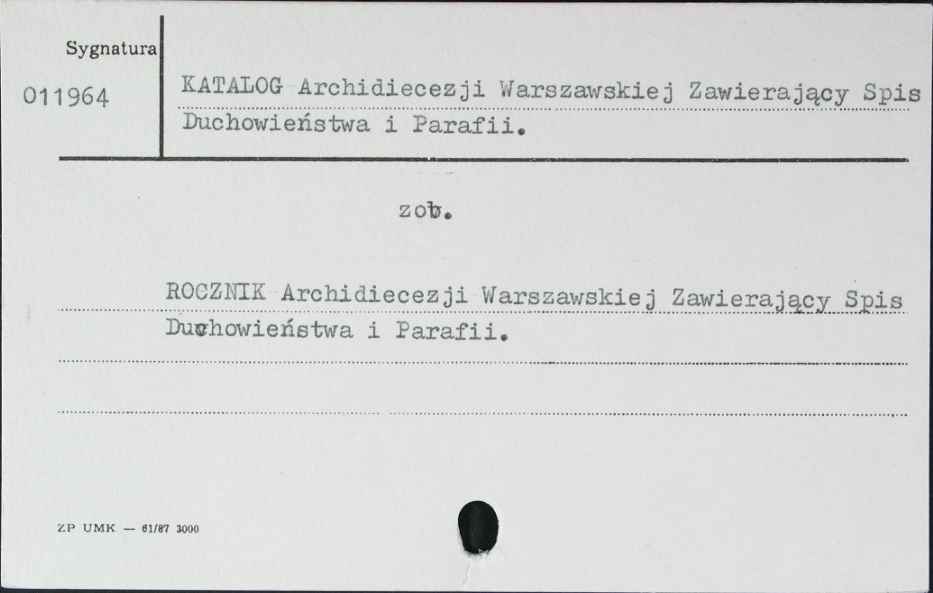 Sygnatura
011964
KATALOG Archidiecezji Warszawskiej Zawierający Spis
Duchowieństwa i Parafii.
zob.
ROCZNIK Archidiecezji Warszawskiej Zawierający Spis
Duchowieństwa i Parafii.
ZP UMK — 61/87 3000